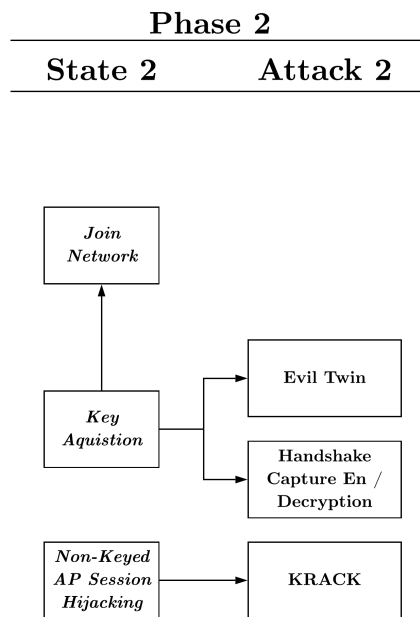 Phase 2
State 2 Attack 2
Join
Network
Evil Twin
Key
Aquistion
Handshake
Capture En /
Decryption
Non-Keyed
AP Session
Hijacking
KRACK